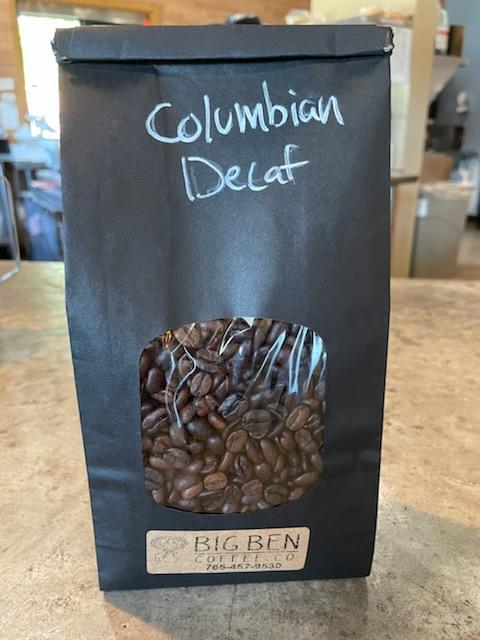 Columbian
Decaf
BIG BEN
COFFEE CO
765-457-9530